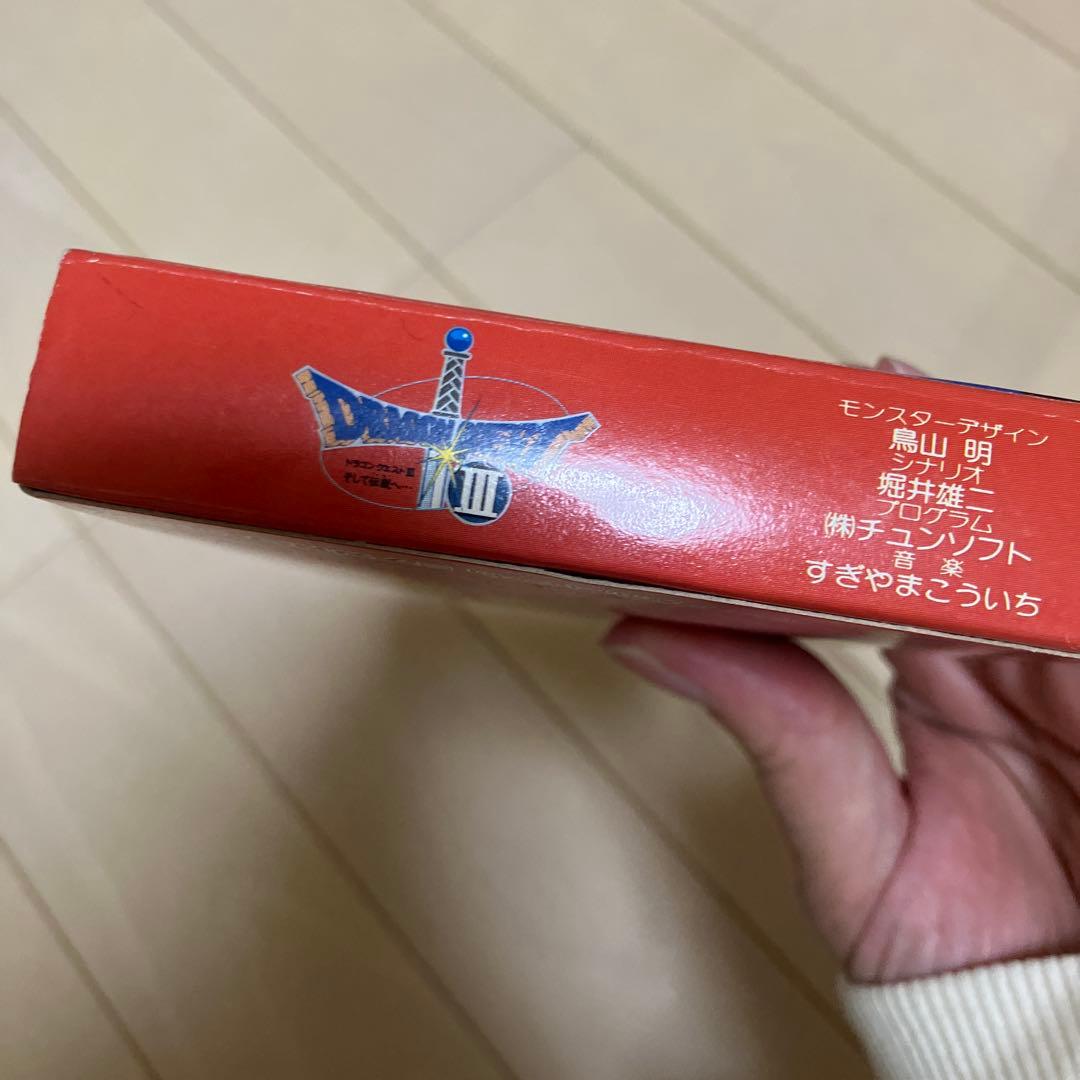 DRAGON
III
ドラゴンクエストIII
そして伝説へ…
モンスターデザイン
鳥山 明
シナリオ
堀井雄二
プログラム
㈱チュンソフト
音楽
すぎやまこういち